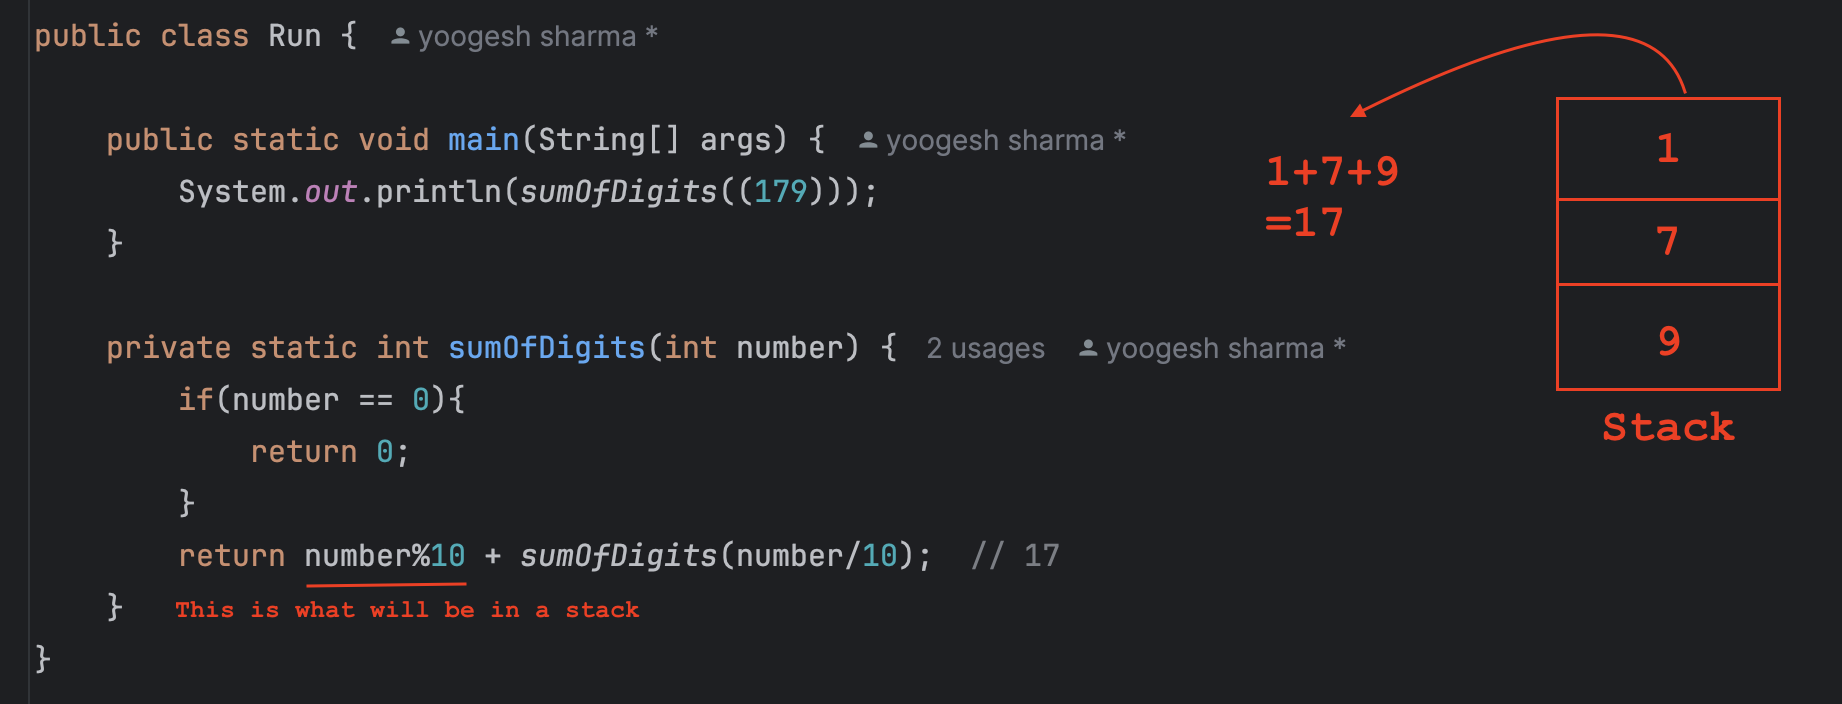 public class Run { yoogesh sharma *
public static void main(String[] args) { yoogesh sharma *
System.out.println(sumOfDigits((179)));
}
private static int sumOfDigits(int number) { 2 usages yoogesh sharma *
if(number == 0){
return 0;
}
return number%10 + sumOfDigits(number/10); // 17
}
This is what will be in a stack
}
1+7+9
=17
1
7
9
Stack